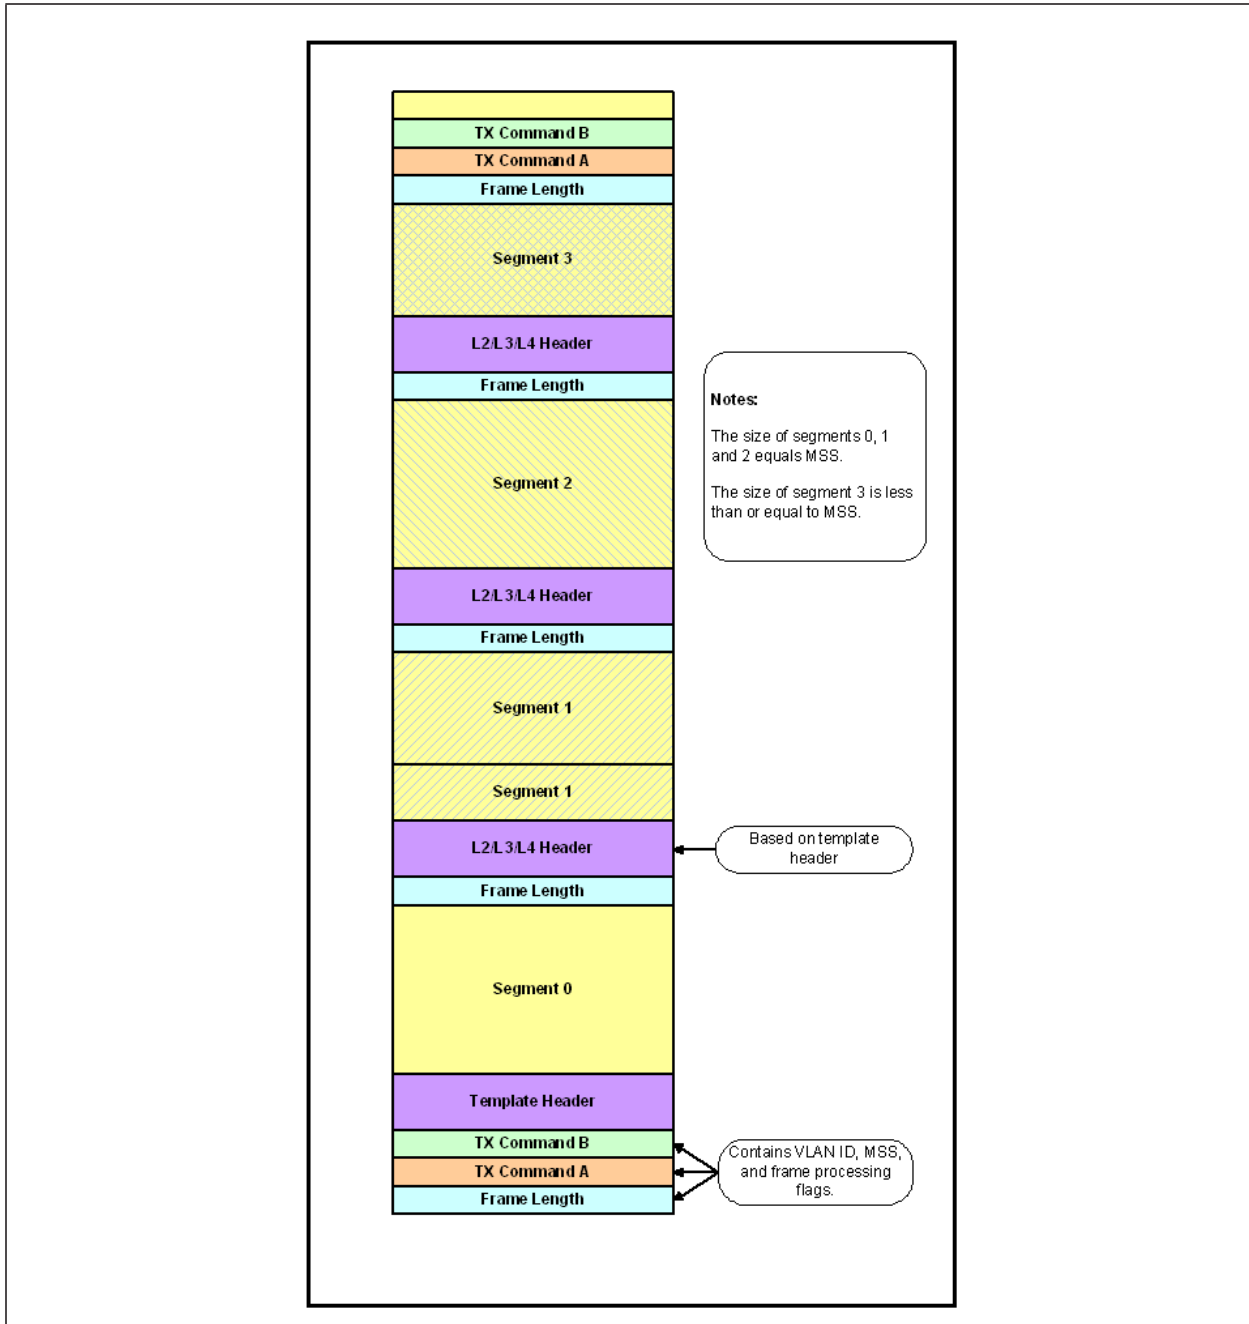 TX Command B
TX Command A
Frame Length
Segment 3
L2/L3/L4 Header
Frame Length
Segment 2
L2/L3/L4 Header
Frame Length
Segment 1
Segment 1
L2/L3/L4 Header
Frame Length
Segment 0
Template Header
TX Command B
TX Command A
Frame Length
Notes:
The size of segments 0, 1
and 2 equals MSS.
The size of segment 3 is less
than or equal to MSS.
Based on template
header
Contains VLAN ID, MSS,
and frame processing
flags.